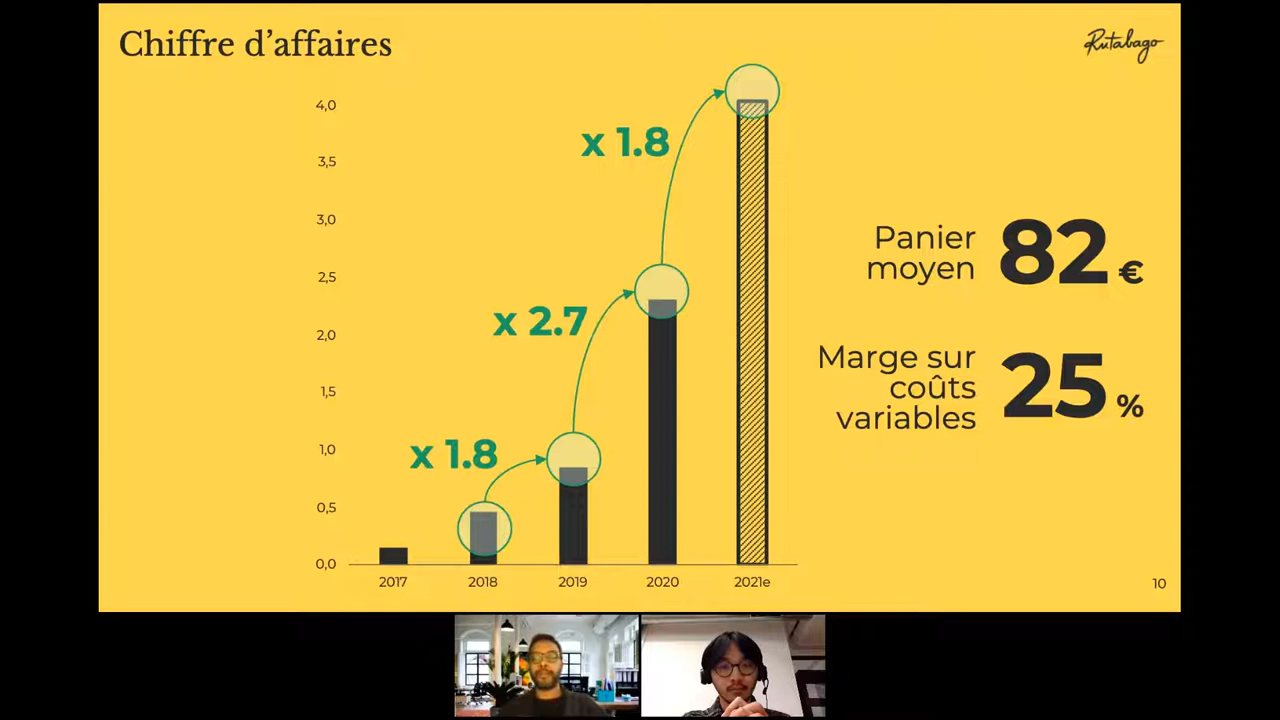 Chiffre d'affaires
Rutabago
4,0
3,5
3,0
2,5
2,0
1,5
1,0
0,5
0,0
x 1.8
x 2.7
x 1.8
2017
2018
2019
2020
2021e
Panier
moyen
82 €
Marge sur
coûts
variables
25 %
10